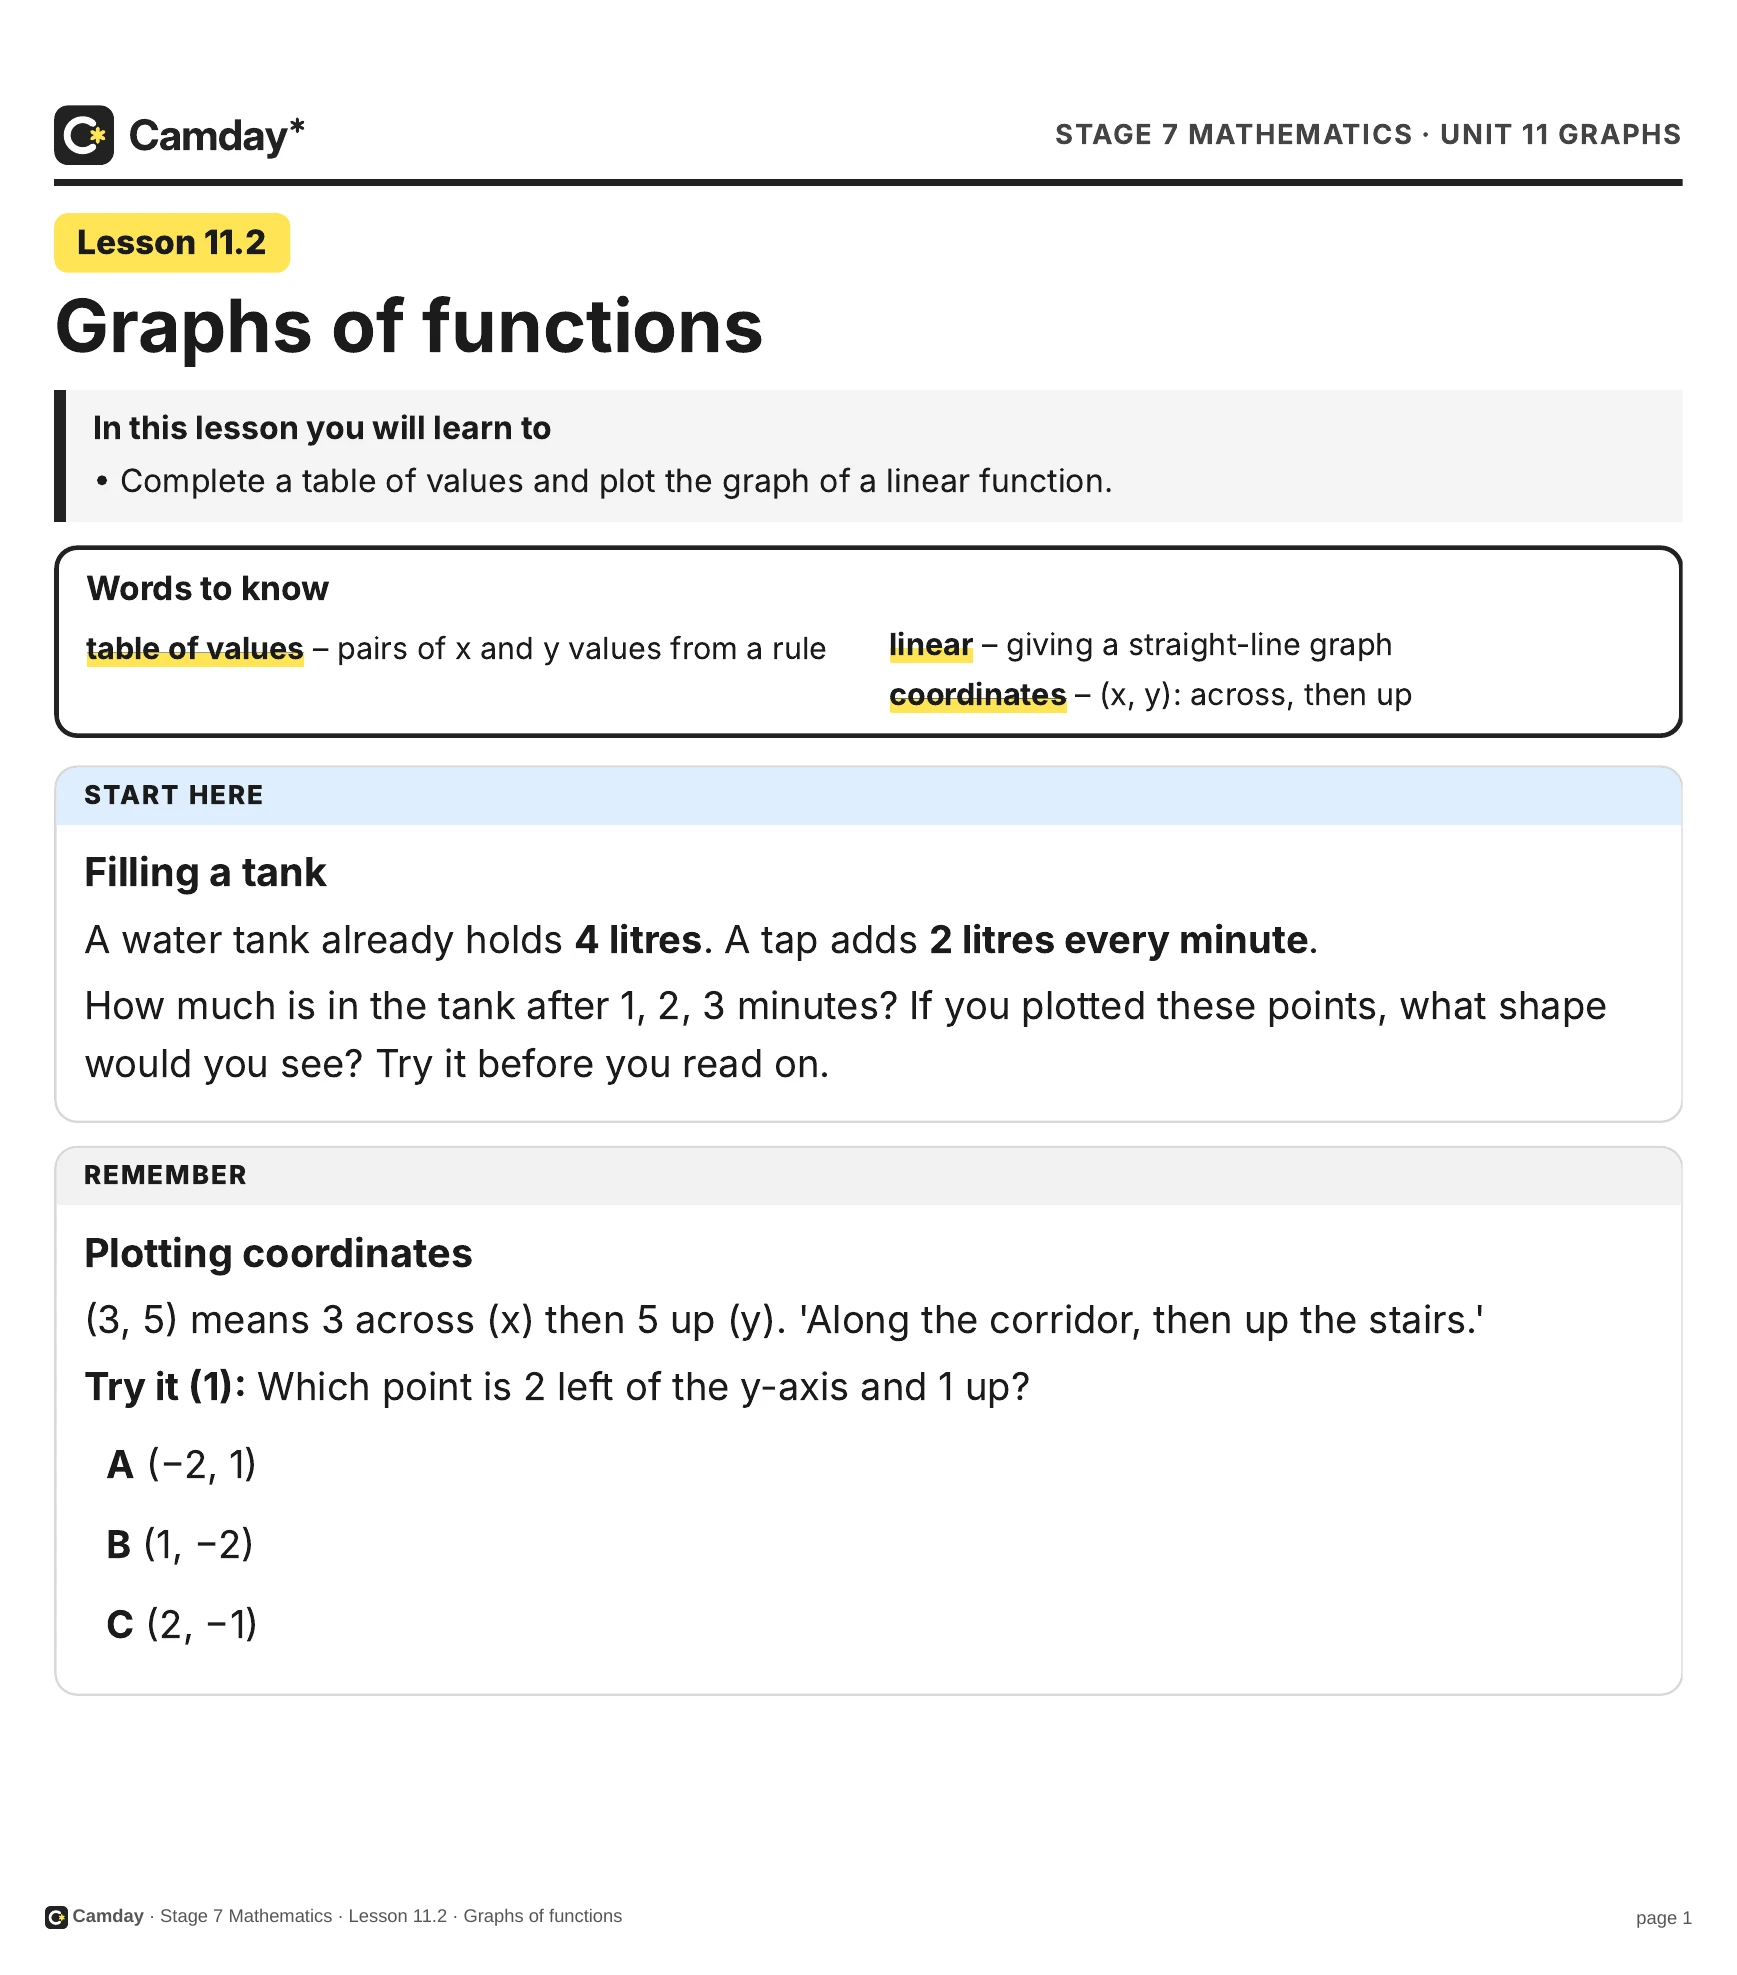 Camday*
STAGE 7 MATHEMATICS · UNIT 11 GRAPHS
Lesson 11.2
Graphs of functions
In this lesson you will learn to
• Complete a table of values and plot the graph of a linear function.
Words to know
table of values – pairs of x and y values from a rule
linear – giving a straight-line graph
coordinates – (x, y): across, then up
START HERE
Filling a tank
A water tank already holds 4 litres. A tap adds 2 litres every minute.
How much is in the tank after 1, 2, 3 minutes? If you plotted these points, what shape
would you see? Try it before you read on.
REMEMBER
Plotting coordinates
(3, 5) means 3 across (x) then 5 up (y). 'Along the corridor, then up the stairs.'
Try it (1): Which point is 2 left of the y-axis and 1 up?
A (−2, 1)
B (1, −2)
C (2, −1)
Camday · Stage 7 Mathematics · Lesson 11.2 · Graphs of functions
page 1